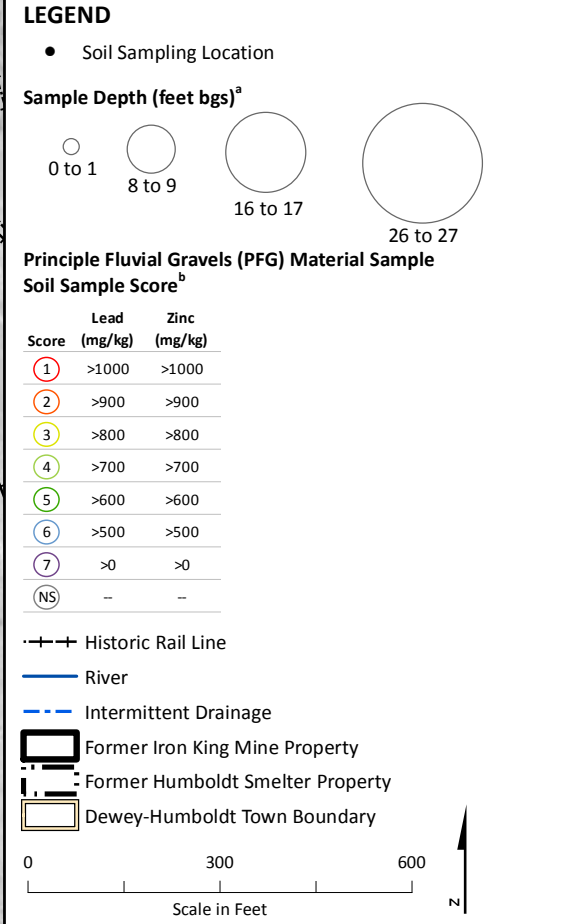 LEGEND
Soil Sampling Location
Sample Depth (feet bgs)a
0 to 1
8 to 9
16 to 17
26 to 27
Principle Fluvial Gravels (PFG) Material Sample
Soil Sample Scoreb
Lead Zinc
Score (mg/kg) (mg/kg)
1 >1000 >1000
2 >900 >900
3 >800 >800
4 >700 >700
5 >600 >600
6 >500 >500
7 >0 >0
NS -- --
Historic Rail Line
River
Intermittent Drainage
Former Iron King Mine Property
Former Humboldt Smelter Property
Dewey-Humboldt Town Boundary
0 300 600
Scale in Feet
N